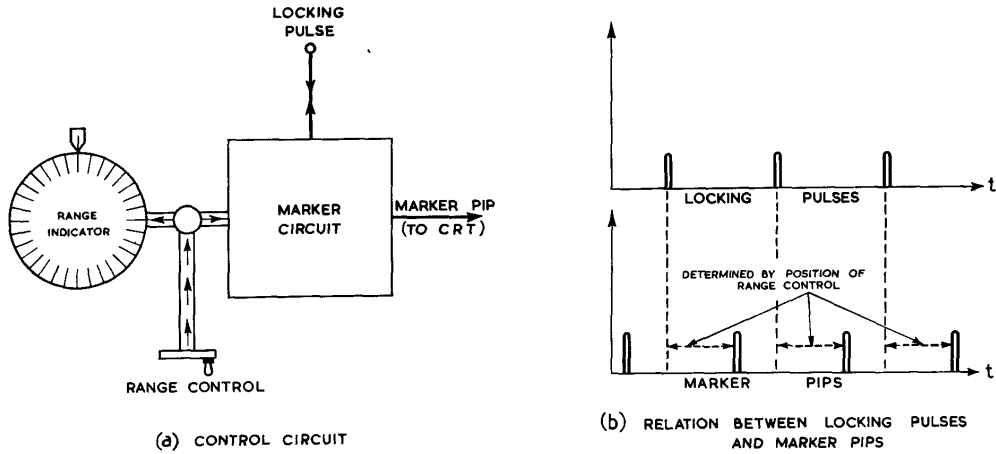 LOCKING
PULSE
RANGE
INDICATOR
MARKER
CIRCUIT
MARKER PIP
(TO CRT)
RANGE CONTROL
(a) CONTROL CIRCUIT
t
LOCKING PULSES
DETERMINED BY POSITION OF
RANGE CONTROL
t
MARKER PIPS
(b) RELATION BETWEEN LOCKING PULSES
AND MARKER PIPS